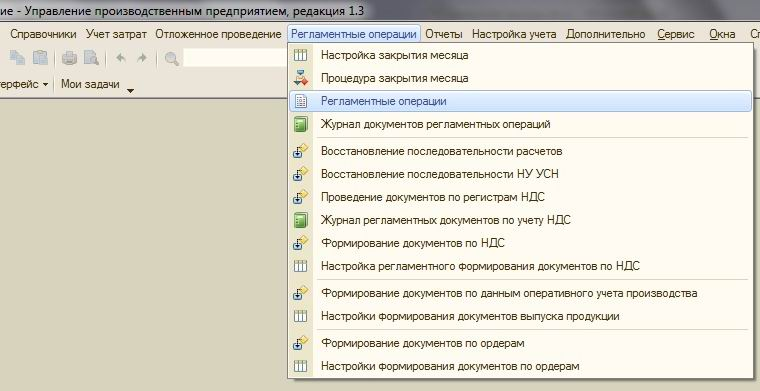 ие - Управление производственным предприятием, редакция 1.3
Справочники Учет затрат Отложенное проведение Регламентные операции Отчеты Настройка учета Дополнительно Сервис Окна Сп
терфейс Мои задачи
Настройка закрытия месяца
Процедура закрытия месяца
Регламентные операции
Журнал документов регламентных операций
Восстановление последовательности расчетов
Восстановление последовательности НУ УСН
Проведение документов по регистрам НДС
Журнал регламентных документов по учету НДС
Формирование документов по НДС
Настройка регламентного формирования документов по НДС
Формирование документов по данным оперативного учета производства
Настройки формирования документов выпуска продукции
Формирование документов по ордерам
Настройки формирования документов по ордерам